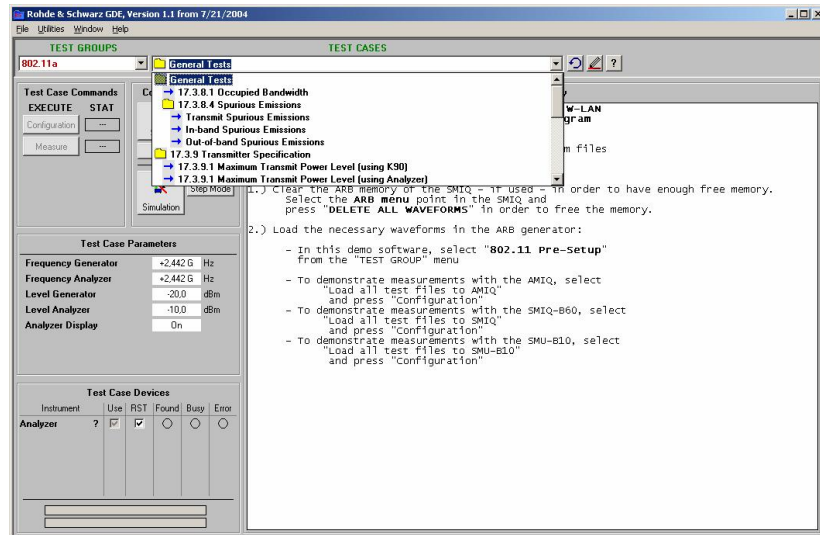 Rohde & Schwarz GDE, Version 1.1 from 7/21/2004
File Utilities Window Help
TEST GROUPS
TEST CASES
802.11a
General Tests
?
General Tests
17.3.8.1 Occupied Bandwidth
17.3.8.4 Spurious Emissions
Transmit Spurious Emissions
In-band Spurious Emissions
Out-of-band Spurious Emissions
17.3.9 Transmitter Specification
17.3.9.1 Maximum Transmit Power Level (using K90)
17.3.9.1 Maximum Transmit Power Level (using Analyzer)
Test Case Commands
EXECUTE STAT
Configuration ---
Measure ---
Step Mode
Simulation
W-LAN
m files
1.) Clear the ARB memory of the SMIQ - if used - in order to have enough free memory.
Select the ARB menu point in the SMIQ and
press "DELETE ALL WAVEFORMS" in order to free the memory.
2.) Load the necessary waveforms in the ARB generator:
- In this demo software, select "802.11 Pre-Setup"
from the "TEST GROUP" menu
- To demonstrate measurements with the AMIQ, select
"Load all test files to AMIQ"
and press "Configuration"
- To demonstrate measurements with the SMIQ-B60, select
"Load all test files to SMIQ"
and press "Configuration"
- To demonstrate measurements with the SMU-B10, select
"Load all test files to SMU-B10"
and press "Configuration"
Test Case Parameters
Frequency Generator +2,442 G Hz
Frequency Analyzer +2,442 G Hz
Level Generator -20,0 dBm
Level Analyzer -10,0 dBm
Analyzer Display On
Test Case Devices
Instrument Use RST Found Busy Error
Analyzer ?